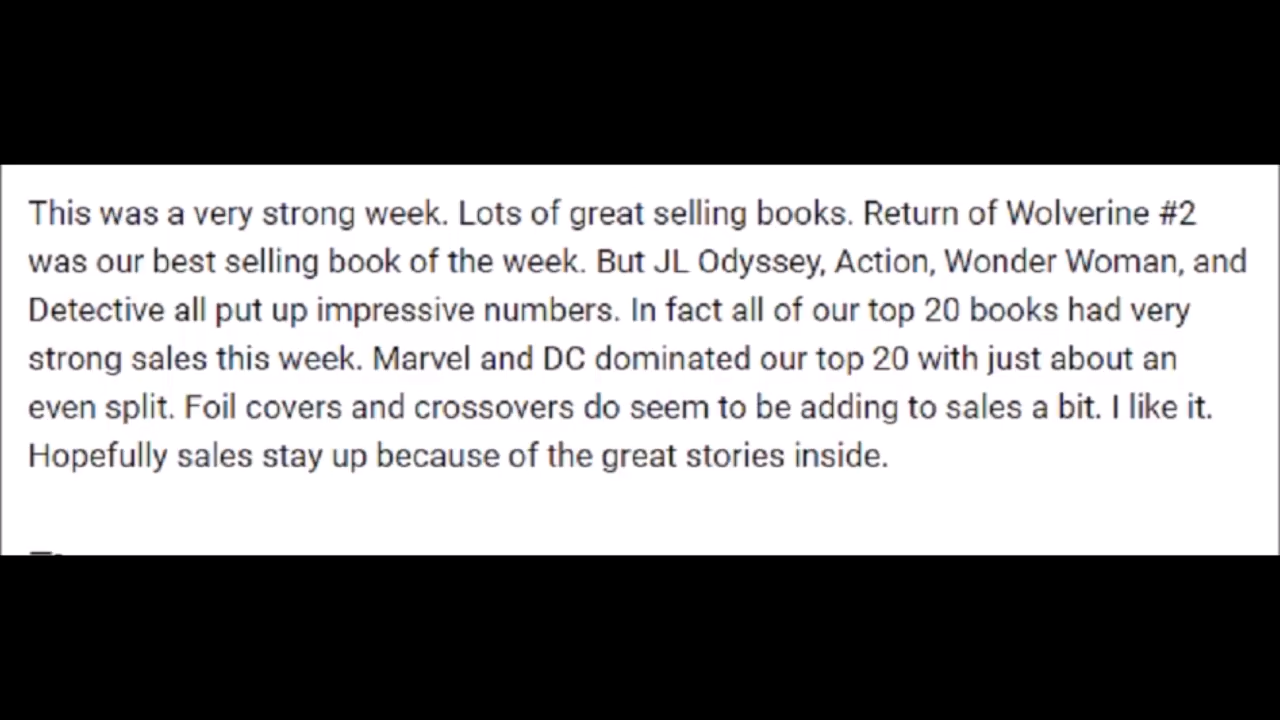 This was a very strong week. Lots of great selling books. Return of Wolverine #2
was our best selling book of the week. But JL Odyssey, Action, Wonder Woman, and
Detective all put up impressive numbers. In fact all of our top 20 books had very
strong sales this week. Marvel and DC dominated our top 20 with just about an
even split. Foil covers and crossovers do seem to be adding to sales a bit. I like it.
Hopefully sales stay up because of the great stories inside.